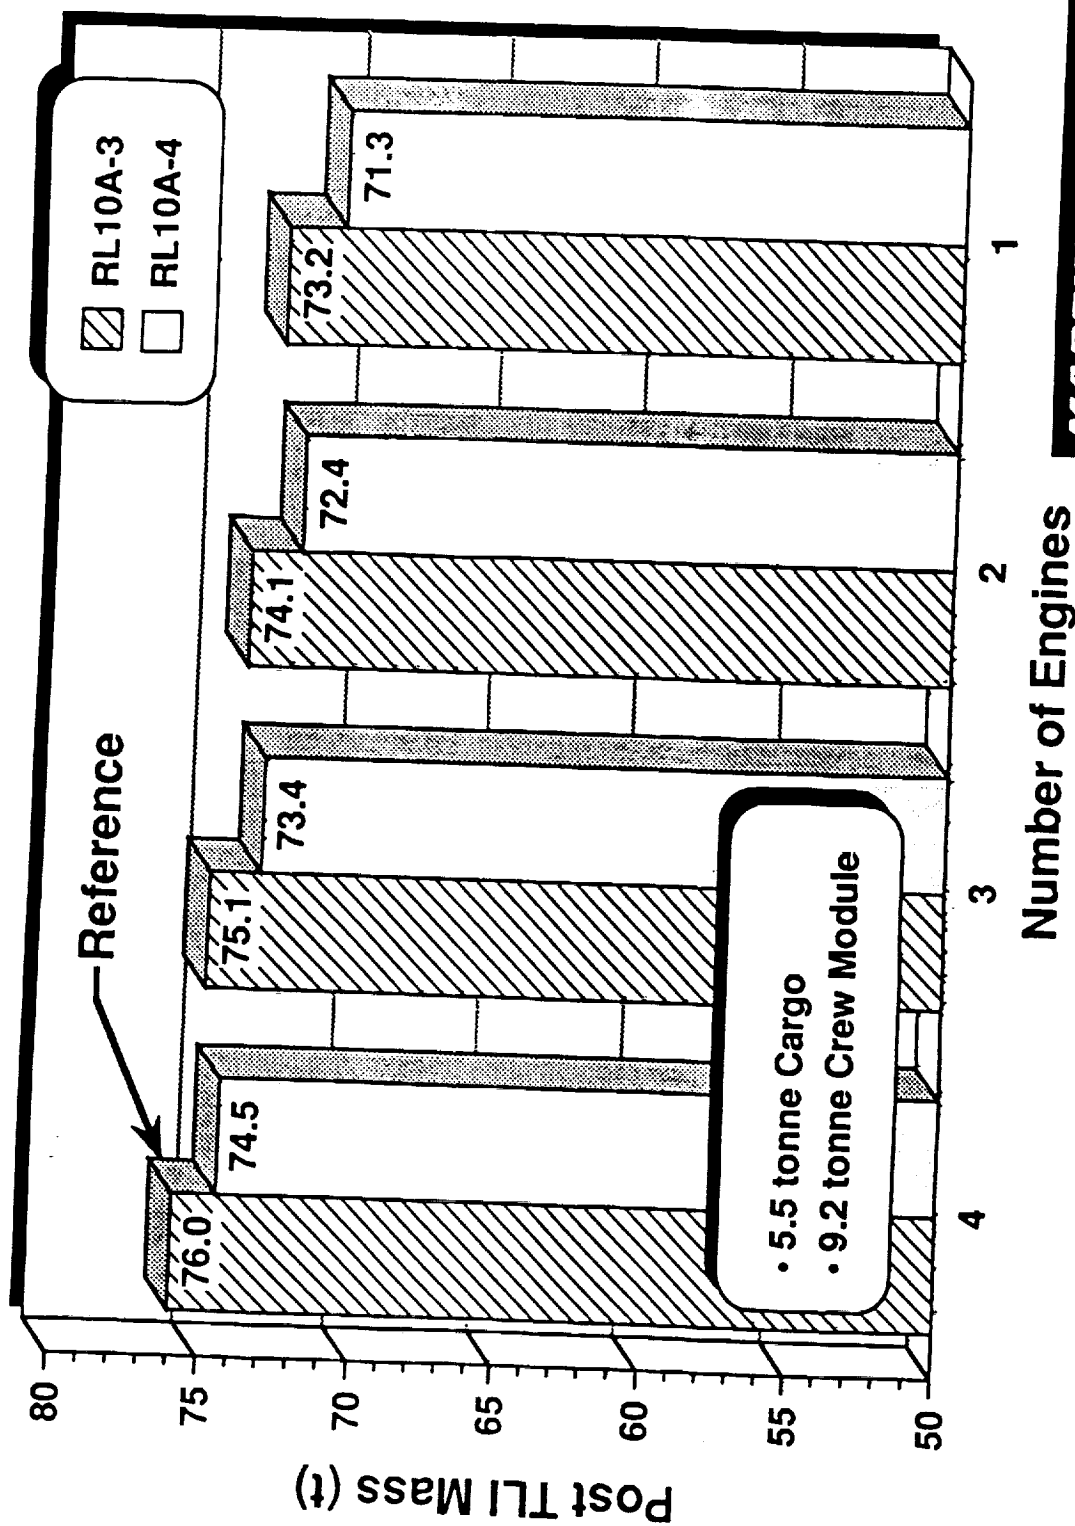 RL10A-3
RL10A-4
Reference
80
75
70
65
60
55
50
Post TLI Mass (t)
76.0
74.5
75.1
73.4
74.1
72.4
73.2
71.3
• 5.5 tonne Cargo
• 9.2 tonne Crew Module
4
3
2
1
Number of Engines